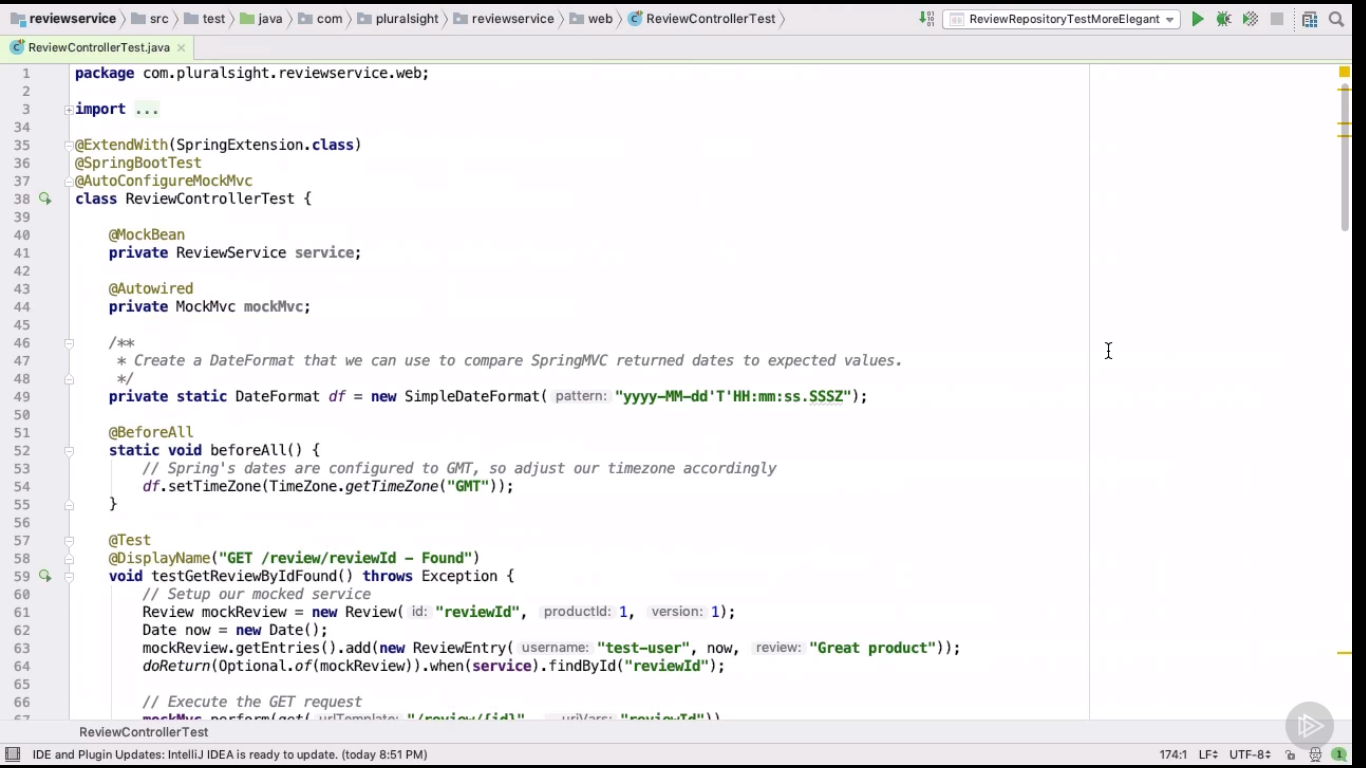 reviewservice src test java com pluralsight reviewservice web ReviewControllerTest ReviewRepositoryTestMoreElegant
ReviewControllerTest.java
1 package com.pluralsight.reviewservice.web;
2
3 import ...
34
35 @ExtendWith(SpringExtension.class)
36 @SpringBootTest
37 @AutoConfigureMockMvc
38 class ReviewControllerTest {
39
40 @MockBean
41 private ReviewService service;
42
43 @Autowired
44 private MockMvc mockMvc;
45
46 /**
47 * Create a DateFormat that we can use to compare SpringMVC returned dates to expected values.
48 */
49 private static DateFormat df = new SimpleDateFormat( pattern: "yyyy-MM-dd'T'HH:mm:ss.SSSZ");
50
51 @BeforeAll
52 static void beforeAll() {
53 // Spring's dates are configured to GMT, so adjust our timezone accordingly
54 df.setTimeZone(TimeZone.getTimeZone("GMT"));
55 }
56
57 @Test
58 @DisplayName("GET /review/reviewId - Found")
59 void testGetReviewByIdFound() throws Exception {
60 // Setup our mocked service
61 Review mockReview = new Review( id: "reviewId", productId: 1, version: 1);
62 Date now = new Date();
63 mockReview.getEntries().add(new ReviewEntry( username: "test-user", now, review: "Great product"));
64 doReturn(Optional.of(mockReview)).when(service).findById("reviewId");
65
66 // Execute the GET request
67 mockMvc.perform(get( urlTemplate: "/review/{id}", uriVars: "reviewId"))
ReviewControllerTest
IDE and Plugin Updates: IntelliJ IDEA is ready to update. (today 8:51 PM) 174:1 LF UTF-8 1